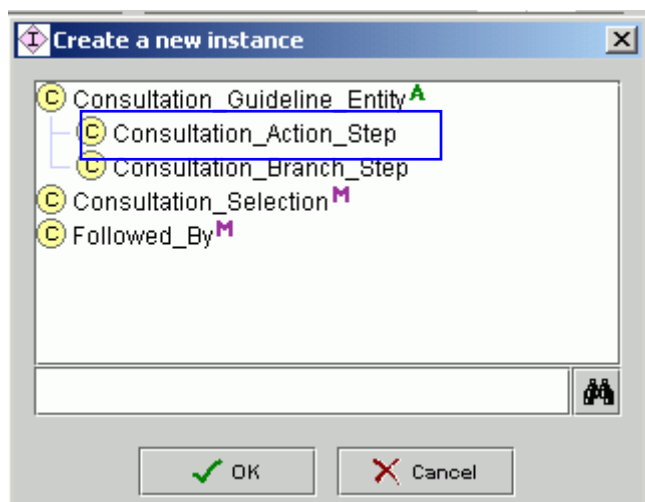 Create a new instance
Consultation_Guideline_Entity A
Consultation_Action_Step
Consultation_Branch_Step
Consultation_Selection M
Followed_By M
OK
Cancel